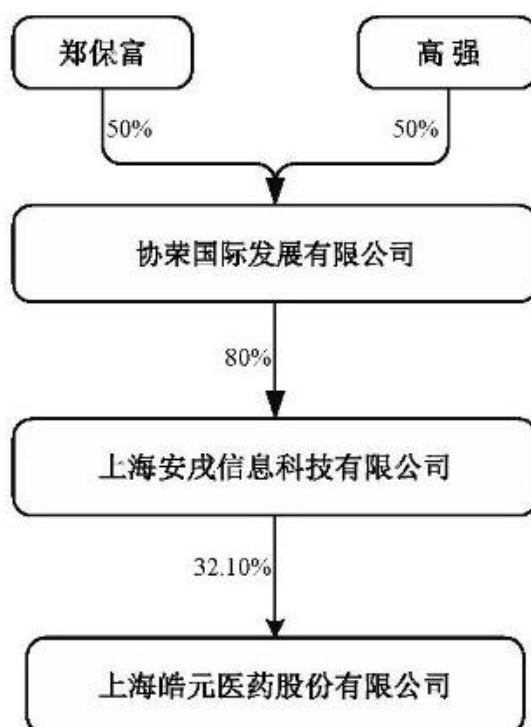 郑保富
高 强
50%
50%
协荣国际发展有限公司
80%
上海安戌信息科技有限公司
32.10%
上海皓元医药股份有限公司